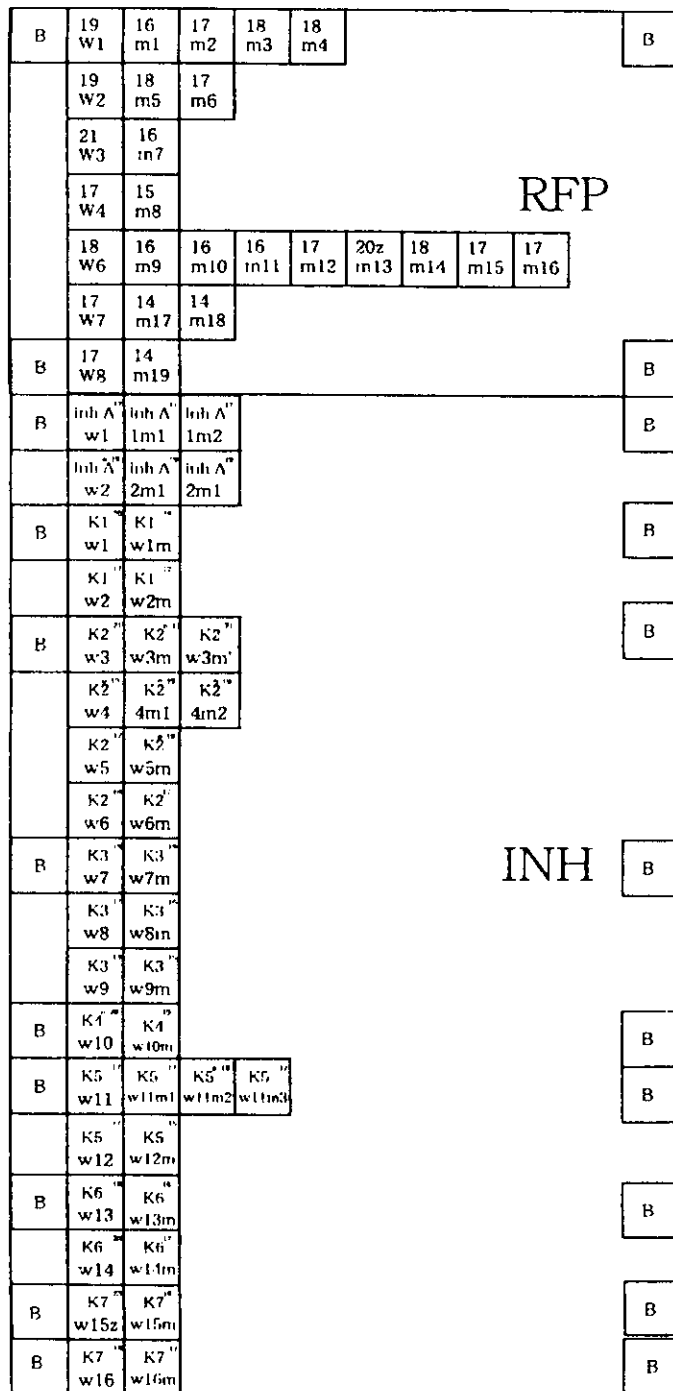 B 19 16 17 18 18 B
W1 m1 m2 m3 m4
19 18 17
W2 m5 m6
21 16
W3 m7
RFP
17 15
W4 m8
18 16 16 16 17 20z 18 17 17
W6 m9 m10 m11 m12 m13 m14 m15 m16
17 14 14
W7 m17 m18
B 17 14 B
W8 m19
B inh A inh A inh A B
w1 1m1 1m2
inh A inh A inh A
w2 2m1 2m1
B K1 K1 B
w1 w1m
K1 K1
w2 w2m
B K2 K2 K2 B
w3 w3m w3m'
K2 K2 K2
w4 4m1 4m2
K2 K2
w5 w5m
K2 K2
w6 w6m
B K3 K3 INH B
w7 w7m
K3 K3
w8 w8m
K3 K3
w9 w9m
B K4 K4 B
w10 w10m
B K5 K5 K5 K5 B
w11 w11m1 w11m2 w11m3
K5 K5
w12 w12m
B K6 K6 B
w13 w13m
K6 K6
w14 w14m
B K7 K7 B
w15z w15m
B K7 K7 B
w16 w16m